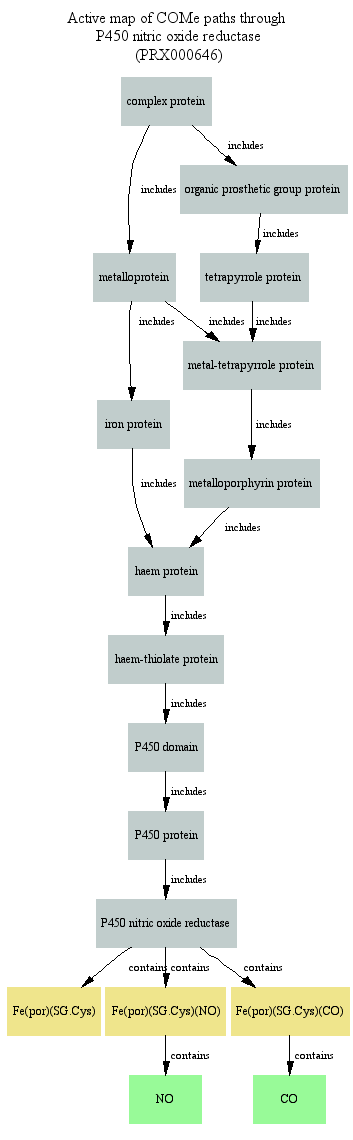 Active map of COMe paths through
P450 nitric oxide reductase
(PRX000646)
complex protein
includes
includes
organic prosthetic group protein
includes
metalloprotein
tetrapyrrole protein
includes
includes
includes
metal-tetrapyrrole protein
iron protein
includes
includes
metalloporphyrin protein
includes
haem protein
includes
haem-thiolate protein
includes
P450 domain
includes
P450 protein
includes
P450 nitric oxide reductase
contains
contains
contains
Fe(por)(SG.Cys)
Fe(por)(SG.Cys)(NO)
Fe(por)(SG.Cys)(CO)
contains
contains
NO
CO